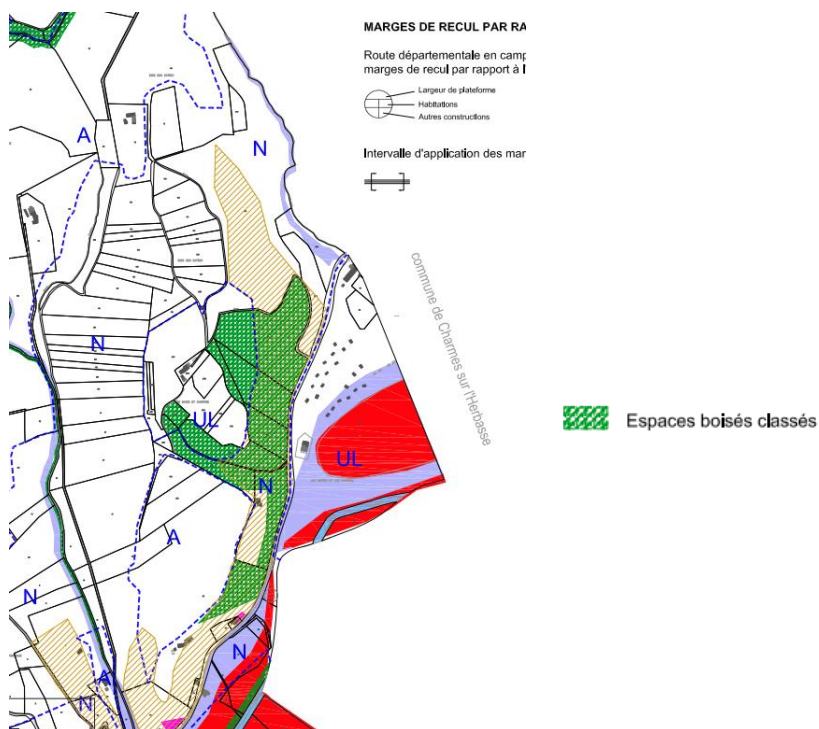 MARGES DE RECUL PAR RA
Route départementale en camp
marges de recul par rapport à l
Largeur de plateforme
Habitations
Autres constructions
Intervalle d'application des mar
A
N
commune de Charmes sur l'Herbasse
N
UL
Espaces boisés classés
UL
N
A
N
N
A
N